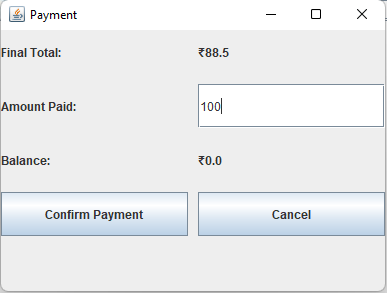 Payment
Final Total: ₹88.5
Amount Paid: 100
Balance: ₹0.0
Confirm Payment Cancel